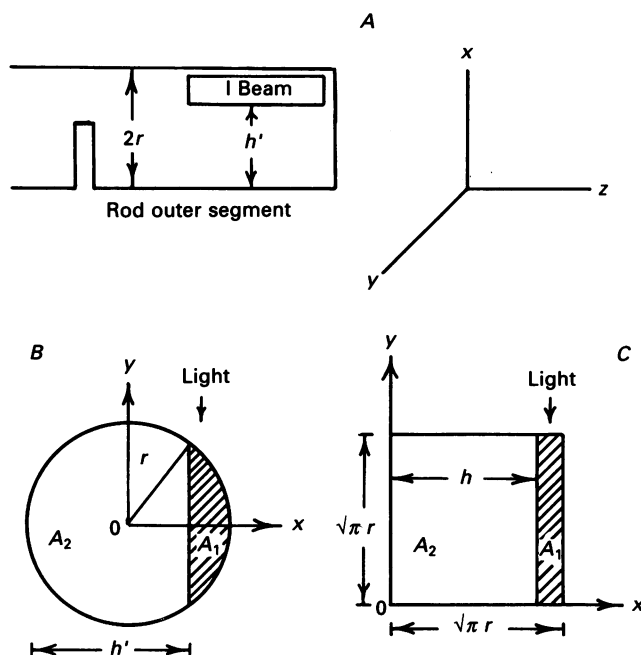 A
I Beam
2r
h'
Rod outer segment
x
z
y
B
y
Light
r
0
x
A₂
A₁
h'
C
y
Light
h
√π r
A₂
A₁
0
x
√π r